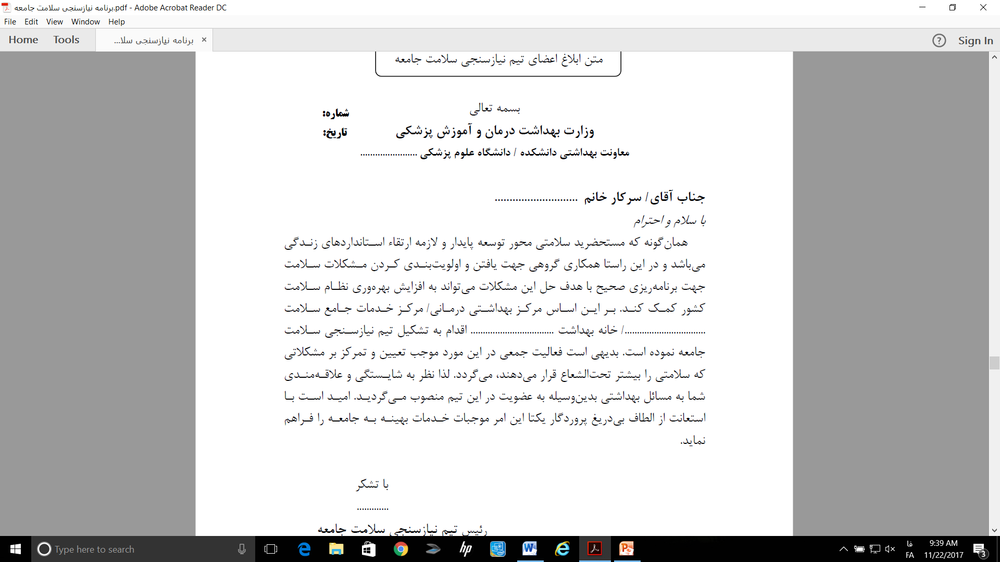 برنامه نیازسنجی سلامت جامعه.pdf - Adobe Acrobat Reader DC
File Edit View Window Help
Home Tools برنامه نیازسنجی سلا... × ? Sign In
متن ابلاغ اعضای تیم نیازسنجی سلامت جامعه
بسمه تعالی
شماره:
وزارت بهداشت درمان و آموزش پزشکی
تاریخ:
معاونت بهداشتی دانشکده / دانشگاه علوم پزشکی .......................
جناب آقای/ سرکار خانم ............................
با سلام و احترام
همان‌گونه که مستحضرید سلامتی محور توسعه پایدار و لازمه ارتقاء استانداردهای زندگی
می‌باشد و در این راستا همکاری گروهی جهت یافتن و اولویت‌بندی کردن مشکلات سلامت
جهت برنامه‌ریزی صحیح با هدف حل این مشکلات می‌تواند به افزایش بهره‌وری نظام سلامت
کشور کمک کند. بر این اساس مرکز بهداشتی درمانی/ مرکز خدمات جامع سلامت
................................./ خانه بهداشت .................................. اقدام به تشکیل تیم نیازسنجی سلامت
جامعه نموده است. بدیهی است فعالیت جمعی در این مورد موجب تعیین و تمرکز بر مشکلاتی
که سلامتی را بیشتر تحت‌الشعاع قرار می‌دهند، می‌گردد. لذا نظر به شایستگی و علاقه‌مندی
شما به مسائل بهداشتی بدین‌وسیله به عضویت در این تیم منصوب می‌گردید. امید است با
استعانت از الطاف بی‌دریغ پروردگار یکتا این امر موجبات خدمات بهینه به جامعه را فراهم
نماید.
با تشکر
.............
رئیس تیم نیازسنجی سلامت جامعه
Type here to search
hp
فا
FA
9:39 AM
11/22/2017
3